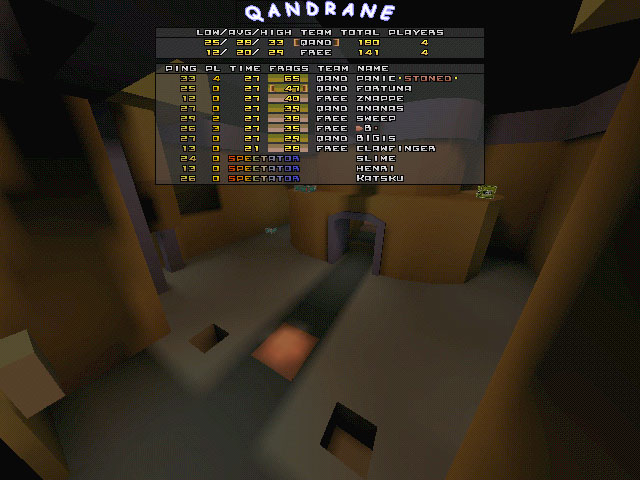 QANDRANE
LOW/AVG/HIGH TEAM TOTAL PLAYERS
25/ 28/ 33 [QAND] 180 4
12/ 20/ 29 FREE 141 4
PING PL TIME FRAGS TEAM NAME
33 4 27 65 QAND PANIC·STONED·
25 0 27 [ 47] QAND FORTUNA
12 0 27 40 FREE ZNAPPE
27 0 27 39 QAND ANANAS
29 2 27 38 FREE SWEEP
26 3 27 35 FREE B·
27 0 27 29 QAND BIGIS
13 0 21 28 FREE CLAWFINGER
24 0 SPECTATOR SLIME
13 0 SPECTATOR HENRI
26 0 SPECTATOR KATSKU